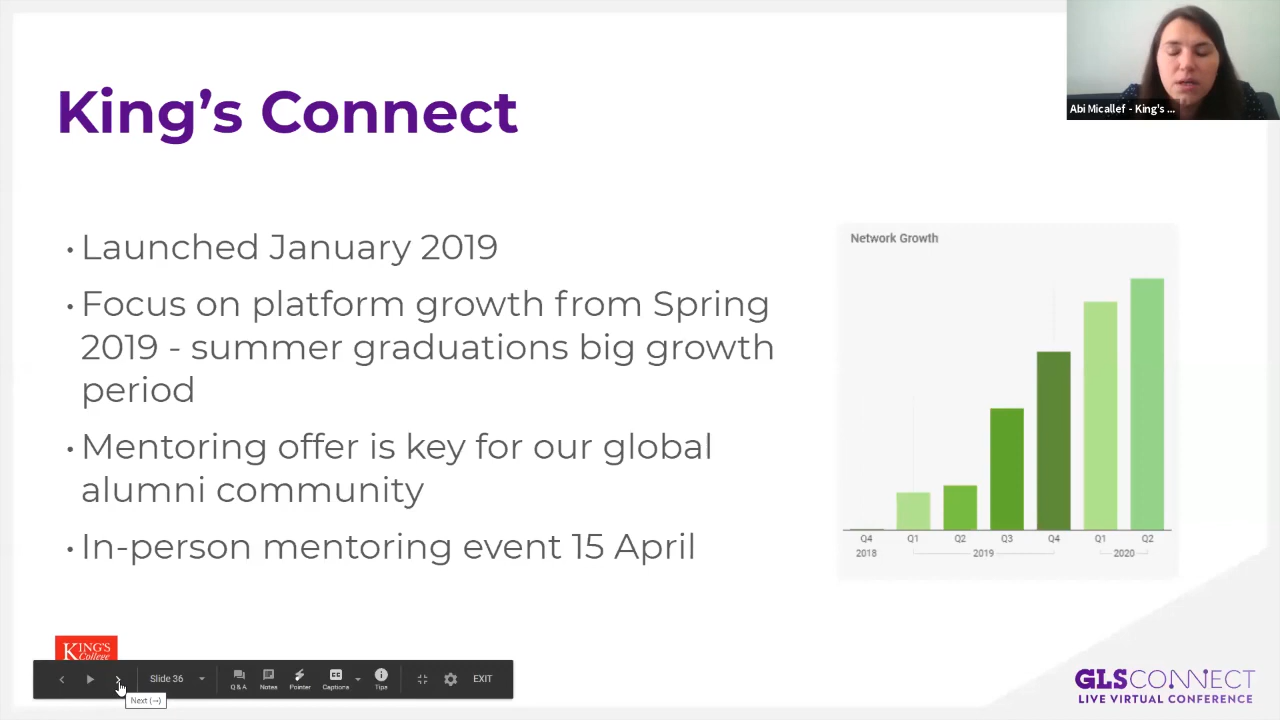 King's Connect
Abi Micallef - King's ...
• Launched January 2019
• Focus on platform growth from Spring
2019 - summer graduations big growth
period
• Mentoring offer is key for our global
alumni community
• In-person mentoring event 15 April
Network Growth
Q4 Q1 Q2 Q3 Q4 Q1 Q2
2018 2019 2020
KING'S
College
Slide 36
Q & A
Notes
Pointer
Captions
Tips
EXIT
Next (→)
GLSCONNECT
LIVE VIRTUAL CONFERENCE